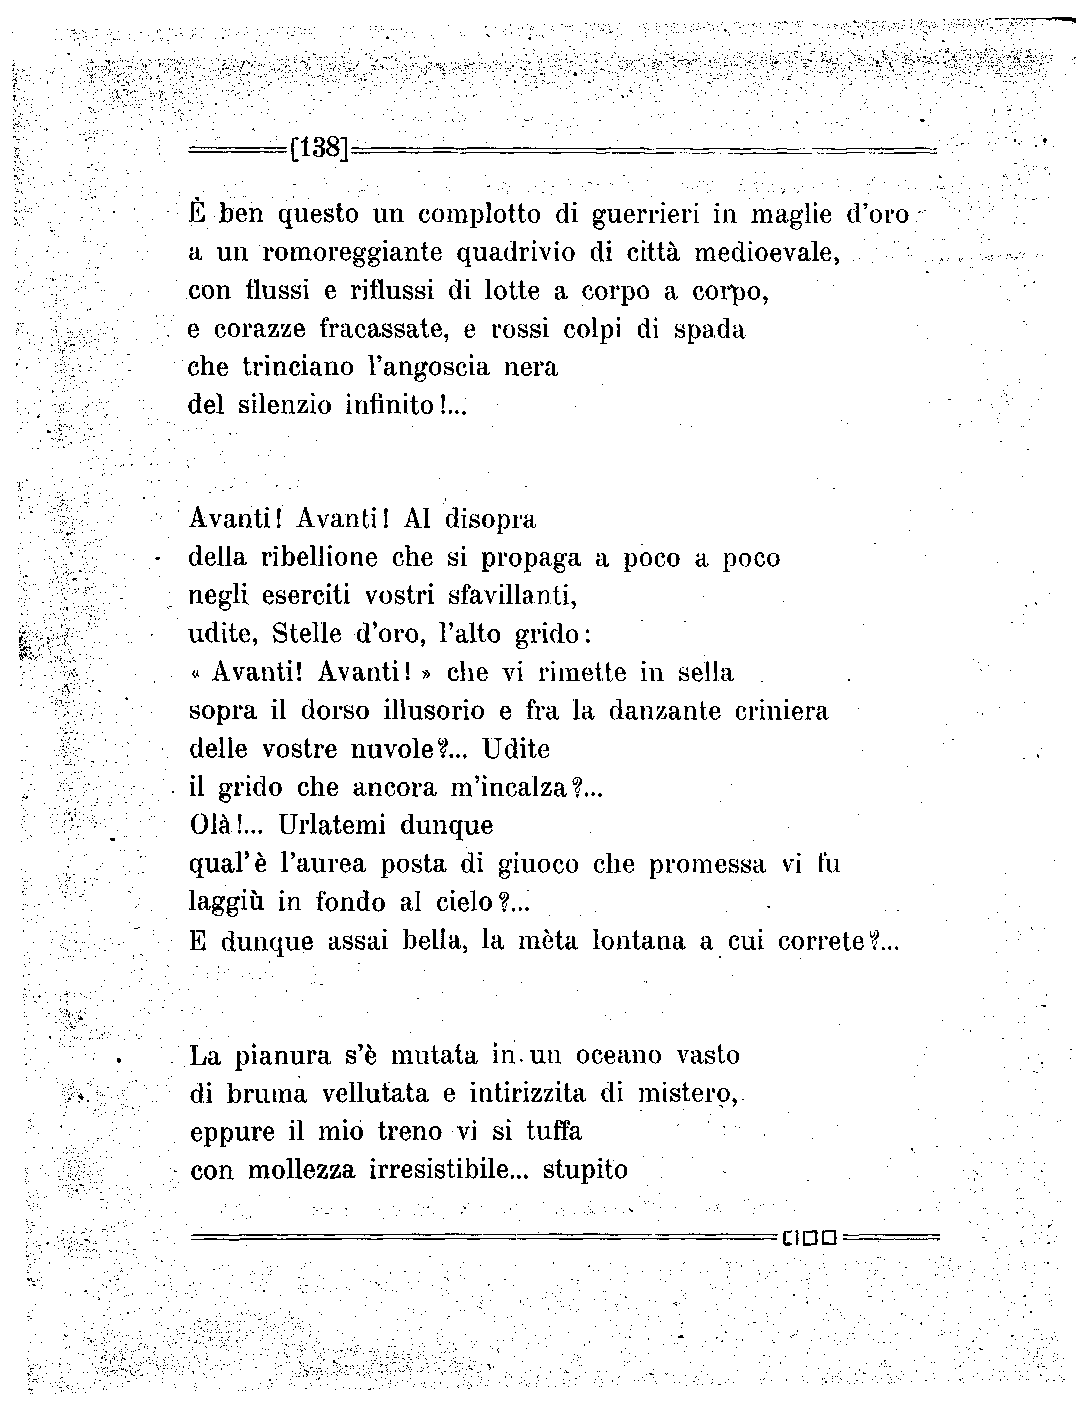 [138]
È ben questo un complotto di guerrieri in maglie d'oro
a un romoreggiante quadrivio di città medioevale,
con flussi e riflussi di lotte a corpo a corpo,
e corazze fracassate, e rossi colpi di spada
che trinciano l'angoscia nera
del silenzio infinito!...
Avanti! Avanti! Al disopra
della ribellione che si propaga a poco a poco
negli eserciti vostri sfavillanti,
udite, Stelle d'oro, l'alto grido:
« Avanti! Avanti! » che vi rimette in sella
sopra il dorso illusorio e fra la danzante criniera
delle vostre nuvole?... Udite
il grido che ancora m'incalza?...
Olà!... Urlatemi dunque
qual'è l'aurea posta di giuoco che promessa vi fu
laggiù in fondo al cielo?...
E dunque assai bella, la mèta lontana a cui correte?...
La pianura s'è mutata in un oceano vasto
di bruma vellutata e intirizzita di mistero,
eppure il mio treno vi si tuffa
con mollezza irresistibile... stupito